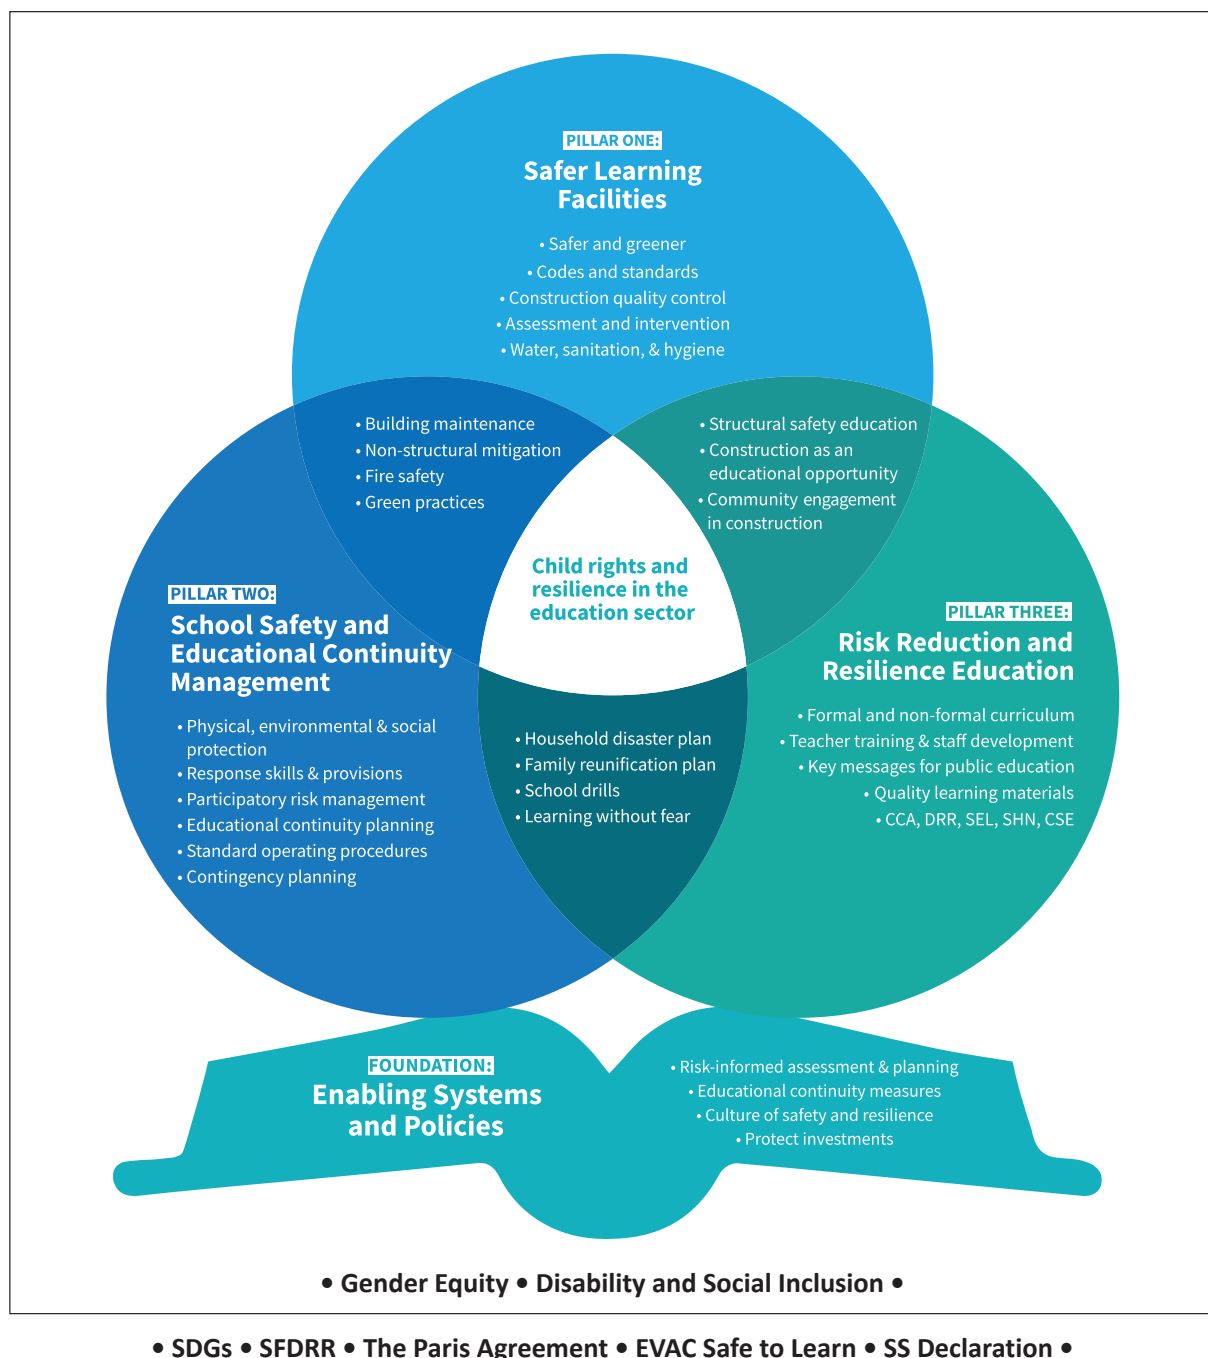 PILLAR ONE:
Safer Learning
Facilities
• Safer and greener
• Codes and standards
• Construction quality control
• Assessment and intervention
• Water, sanitation, & hygiene
• Building maintenance
• Non-structural mitigation
• Fire safety
• Green practices
• Structural safety education
• Construction as an
educational opportunity
• Community engagement
in construction
Child rights and
resilience in the
education sector
PILLAR TWO:
School Safety and
Educational Continuity
Management
• Physical, environmental & social
protection
• Response skills & provisions
• Participatory risk management
• Educational continuity planning
• Standard operating procedures
• Contingency planning
PILLAR THREE:
Risk Reduction and
Resilience Education
• Formal and non-formal curriculum
• Teacher training & staff development
• Key messages for public education
• Quality learning materials
• CCA, DRR, SEL, SHN, CSE
• Household disaster plan
• Family reunification plan
• School drills
• Learning without fear
FOUNDATION:
Enabling Systems
and Policies
• Risk-informed assessment & planning
• Educational continuity measures
• Culture of safety and resilience
• Protect investments
• Gender Equity • Disability and Social Inclusion •
• SDGs • SFDRR • The Paris Agreement • EVAC Safe to Learn • SS Declaration •